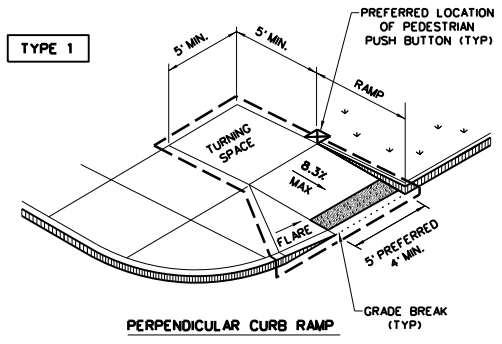 PREFERRED LOCATION
OF PEDESTRIAN
PUSH BUTTON (TYP)
TYPE 1
5' MIN.
5' MIN.
RAMP
TURNING
SPACE
8.3%
MAX
FLARE
5' PREFERRED
4' MIN.
GRADE BREAK
(TYP)
PERPENDICULAR CURB RAMP